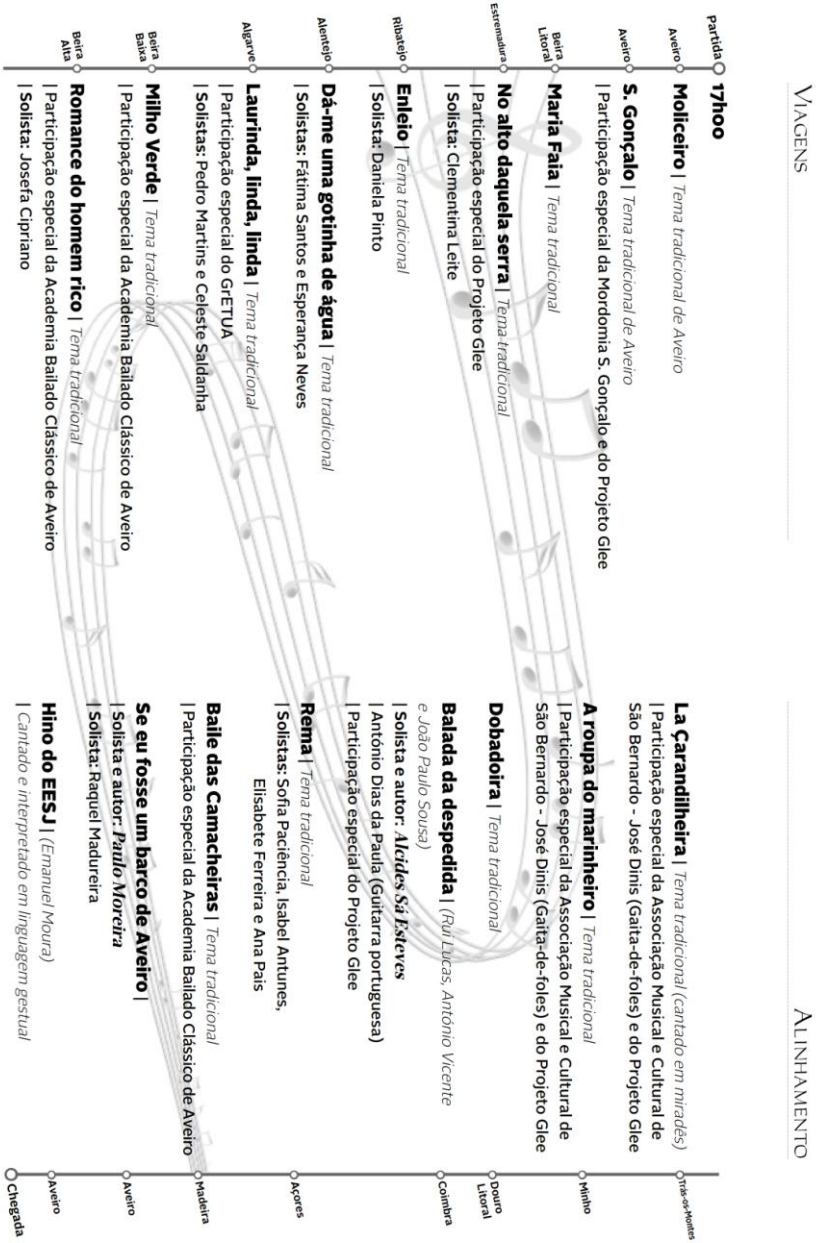 VIAGENS
ALINHAMENTO
Partida
17h00
Aveiro
Moliceiro | Tema tradicional de Aveiro
Aveiro
S. Gonçalo | Tema tradicional de Aveiro
| Participação especial da Mordomia S. Gonçalo e do Projeto Glee
Beira
Litoral
Maria Faia | Tema tradicional
Estremadura
No alto daquela serra | Tema tradicional
| Participação especial do Projeto Glee
| Solista: Clementina Leite
Ribatejo
Enleio | Tema tradicional
| Solista: Daniela Pinto
Alentejo
Dá-me uma gotinha de água | Tema tradicional
| Solistas: Fátima Santos e Esperança Neves
Algarve
Laurinda, linda, linda | Tema tradicional
| Participação especial do GrETUA
| Solistas: Pedro Martins e Celeste Saldanha
Beira
Baixa
Milho Verde | Tema tradicional
| Participação especial da Academia Bailado Clássico de Aveiro
Beira
Alta
Romance do homem rico | Tema tradicional
| Participação especial da Academia Bailado Clássico de Aveiro
| Solista: Josefa Cipriano
La Çarandilheira | Tema tradicional (cantado em miradês)
| Participação especial da Associação Musical e Cultural de
São Bernardo - José Dinis (Gaita-de-foles) e do Projeto Glee
Trás-os-Montes
A roupa do marinheiro | Tema tradicional
| Participação especial da Associação Musical e Cultural de
São Bernardo - José Dinis (Gaita-de-foles) e do Projeto Glee
Minho
Dobadoira | Tema tradicional
Douro
Litoral
Balada da despedida | (Rui Lucas, António Vicente
e João Paulo Sousa)
| Solista e autor: Alcides Sá Esteves
| António Dias da Paula (Guitarra portuguesa)
| Participação especial do Projeto Glee
Coimbra
Rema | Tema tradicional
| Solistas: Sofia Paciência, Isabel Antunes,
Elisabete Ferreira e Ana Pais
Açores
Baile das Camacheiras | Tema tradicional
| Participação especial da Academia Bailado Clássico de Aveiro
Madeira
Se eu fosse um barco de Aveiro |
| Solista e autor: Paulo Moreira
| Solista: Raquel Madureira
Aveiro
Hino do EESJ | (Emanuel Moura)
| Cantado e interpretado em linguagem gestual
Aveiro
Chegada